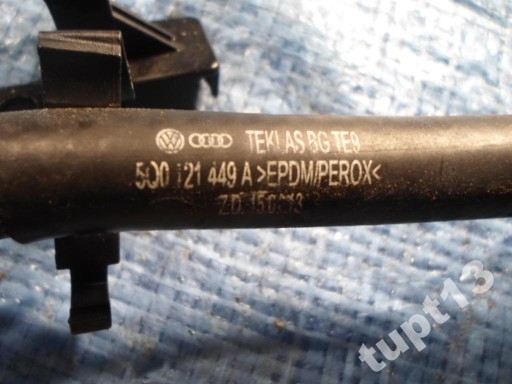 TEKLAS BG TE9
5Q0 121 449 A >EPDM/PEROX<
tupt13